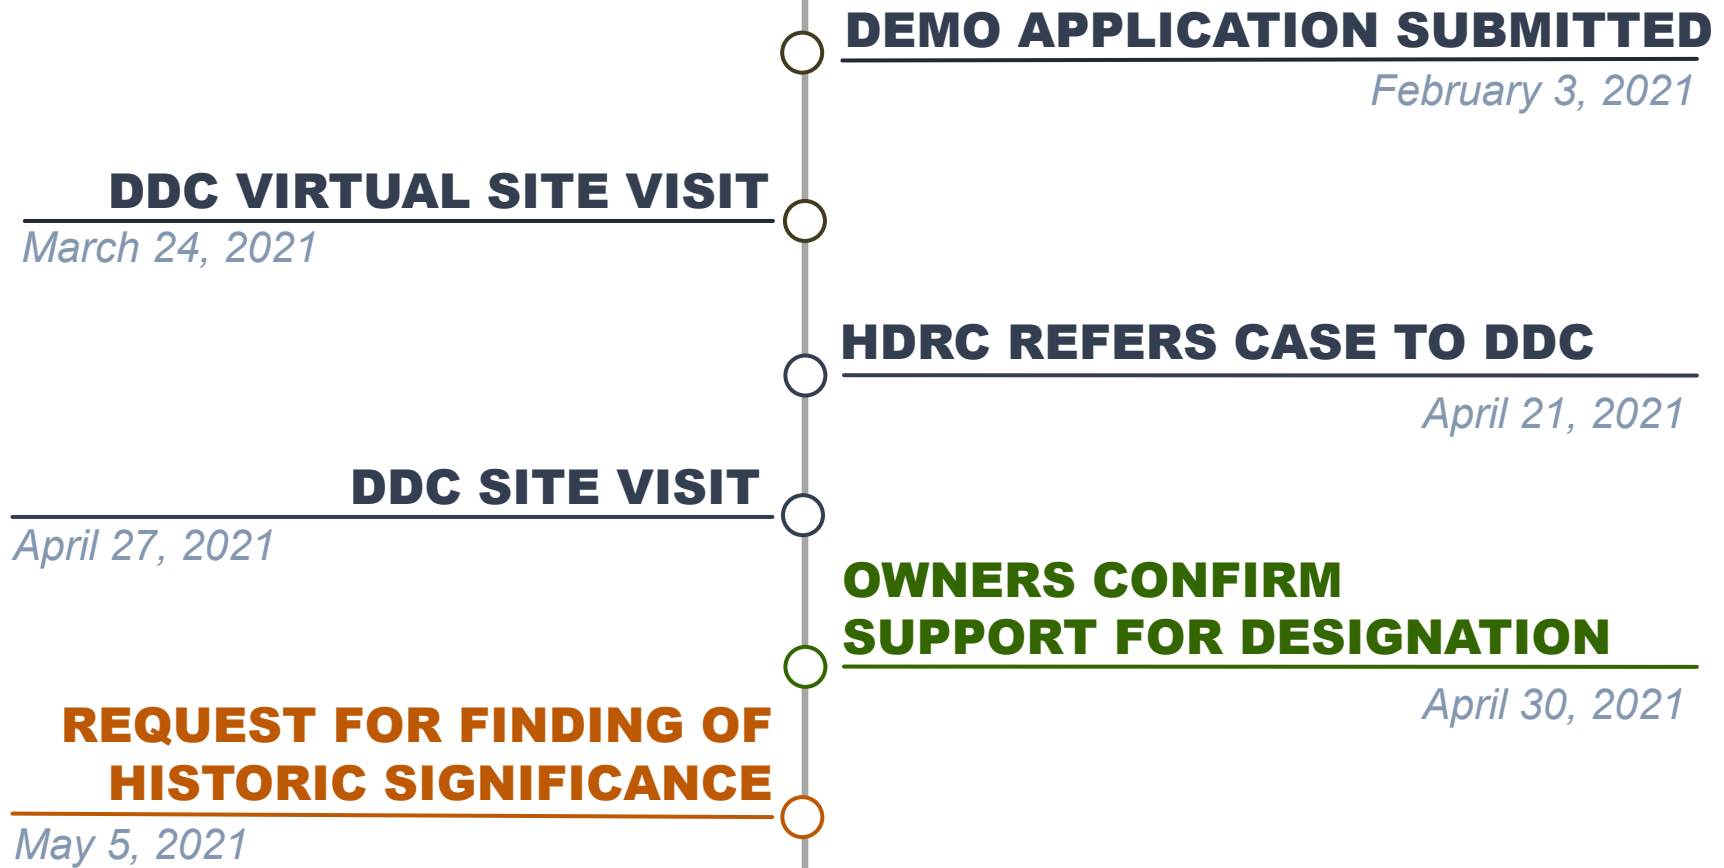 DEMO APPLICATION SUBMITTED
February 3, 2021
DDC VIRTUAL SITE VISIT
March 24, 2021
HDRC REFERS CASE TO DDC
April 21, 2021
DDC SITE VISIT
April 27, 2021
OWNERS CONFIRM
SUPPORT FOR DESIGNATION
April 30, 2021
REQUEST FOR FINDING OF
HISTORIC SIGNIFICANCE
May 5, 2021